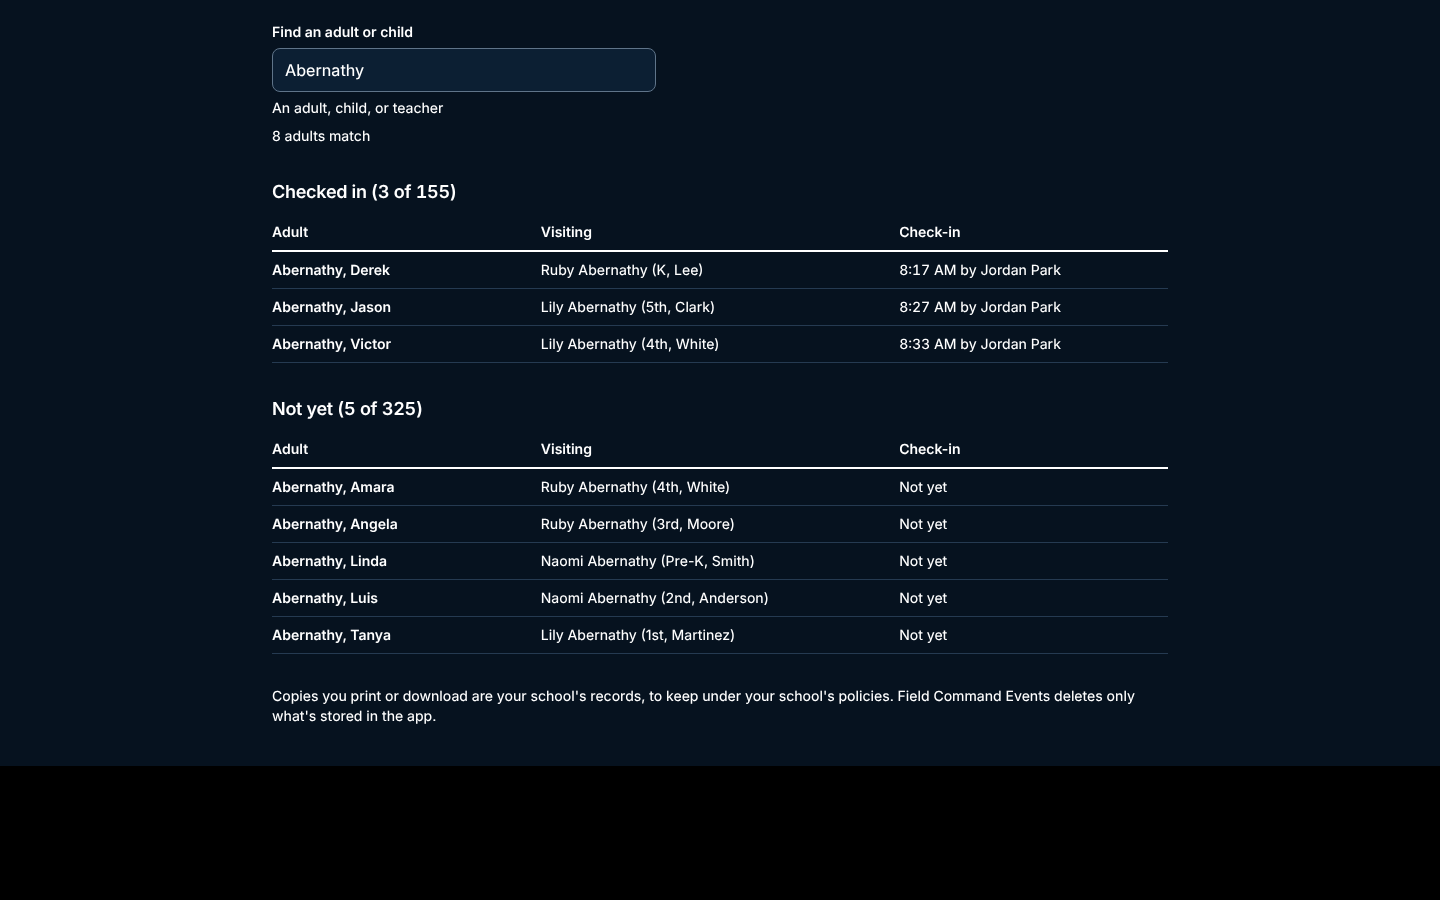 Find an adult or child
Abernathy
An adult, child, or teacher
8 adults match
Checked in (3 of 155)
Adult Visiting Check-in
Abernathy, Derek Ruby Abernathy (K, Lee) 8:17 AM by Jordan Park
Abernathy, Jason Lily Abernathy (5th, Clark) 8:27 AM by Jordan Park
Abernathy, Victor Lily Abernathy (4th, White) 8:33 AM by Jordan Park
Not yet (5 of 325)
Adult Visiting Check-in
Abernathy, Amara Ruby Abernathy (4th, White) Not yet
Abernathy, Angela Ruby Abernathy (3rd, Moore) Not yet
Abernathy, Linda Naomi Abernathy (Pre-K, Smith) Not yet
Abernathy, Luis Naomi Abernathy (2nd, Anderson) Not yet
Abernathy, Tanya Lily Abernathy (1st, Martinez) Not yet
Copies you print or download are your school's records, to keep under your school's policies. Field Command Events deletes only
what's stored in the app.